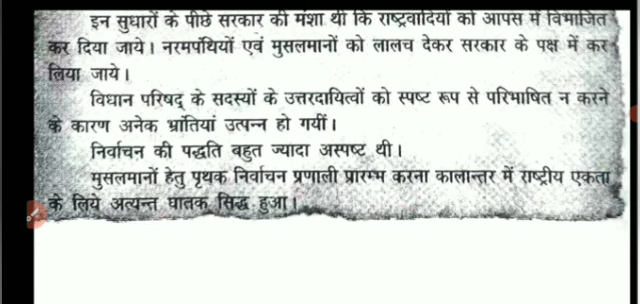 इन सुधारों के पीछे सरकार की मंशा थी कि राष्ट्रवादियों को आपस में विभाजित
कर दिया जाये। नरमपंथियों एवं मुसलमानों को लालच देकर सरकार के पक्ष में कर
लिया जाये।
विधान परिषद् के सदस्यों के उत्तरदायित्वों को स्पष्ट रूप से परिभाषित न करने
के कारण अनेक भ्रांतियां उत्पन्न हो गयीं।
निर्वाचन की पद्धति बहुत ज्यादा अस्पष्ट थी।
मुसलमानों हेतु पृथक निर्वाचन प्रणाली प्रारम्भ करना कालान्तर में राष्ट्रीय एकता
के लिये अत्यन्त घातक सिद्ध हुआ।